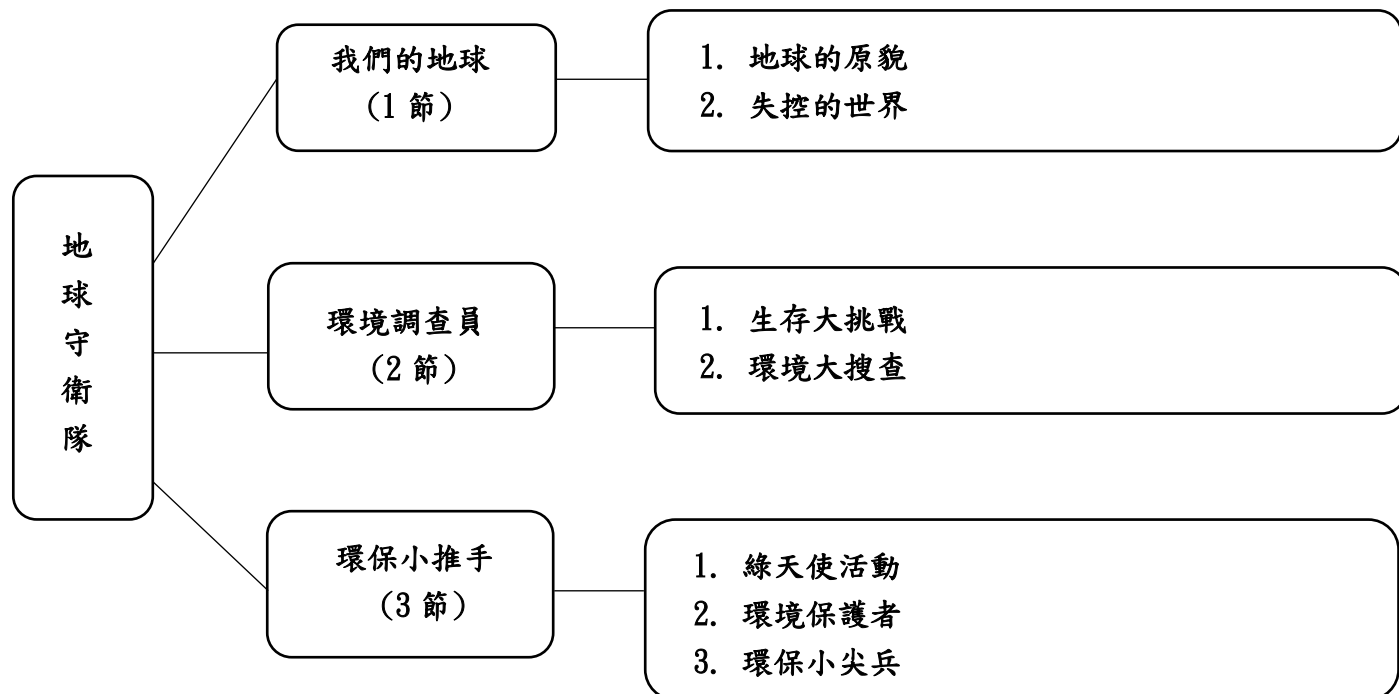 地球守衛隊
我們的地球
(1 節)
1. 地球的原貌
2. 失控的世界
環境調查員
(2 節)
1. 生存大挑戰
2. 環境大搜查
環保小推手
(3 節)
1. 綠天使活動
2. 環境保護者
3. 環保小尖兵